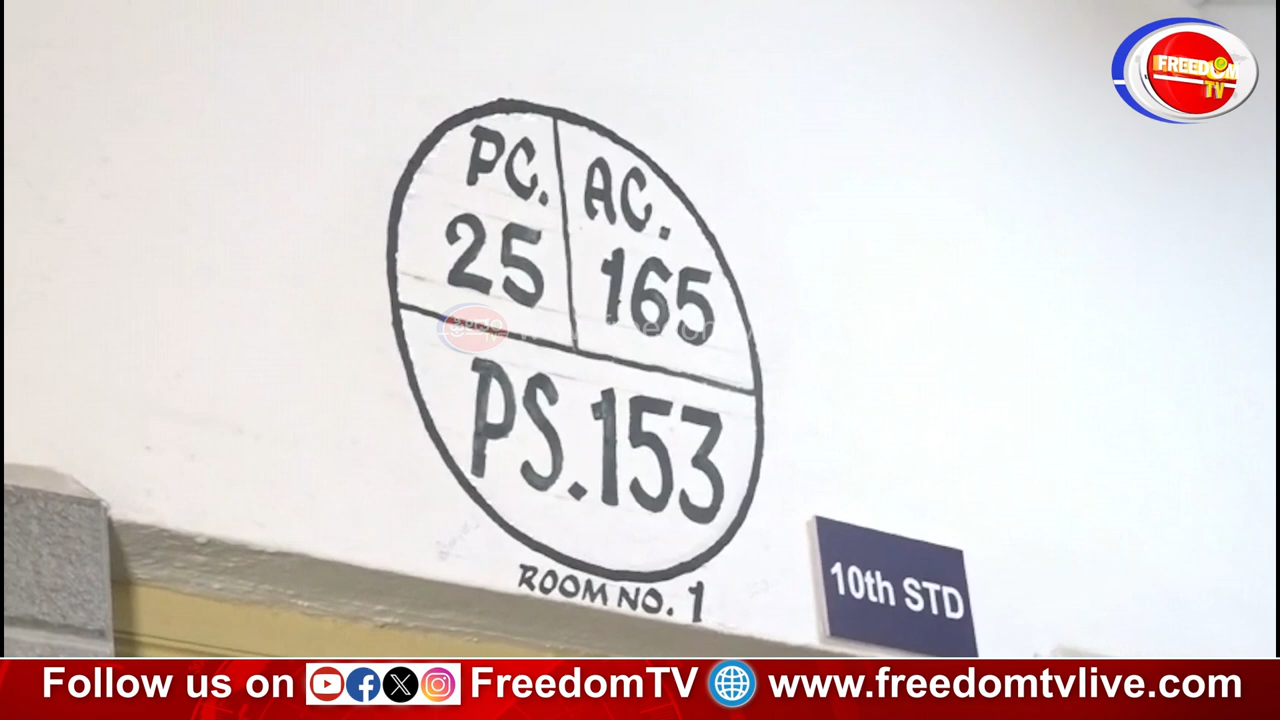 FREEDOM
TV
PC. AC.
25 165
PS.153
ROOM NO. 1
10th STD
Follow us on FreedomTV www.freedomtvlive.com